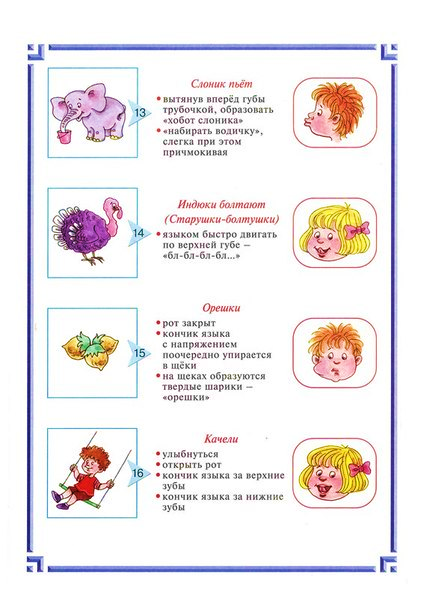 Слоник пьёт
13
• вытянув вперёд губы
трубочкой, образовать
«хобот слоника»
• «набирать водичку»,
слегка при этом
причмокивая
Индюки болтают
(Старушки-болтушки)
14
• языком быстро двигать
по верхней губе –
«бл-бл-бл-бл...»
Орешки
15
• рот закрыт
• кончик языка
с напряжением
поочередно упирается
в щёки
• на щеках образуются
твердые шарики –
«орешки»
Качели
16
• улыбнуться
• открыть рот
• кончик языка за верхние
зубы
• кончик языка за нижние
зубы